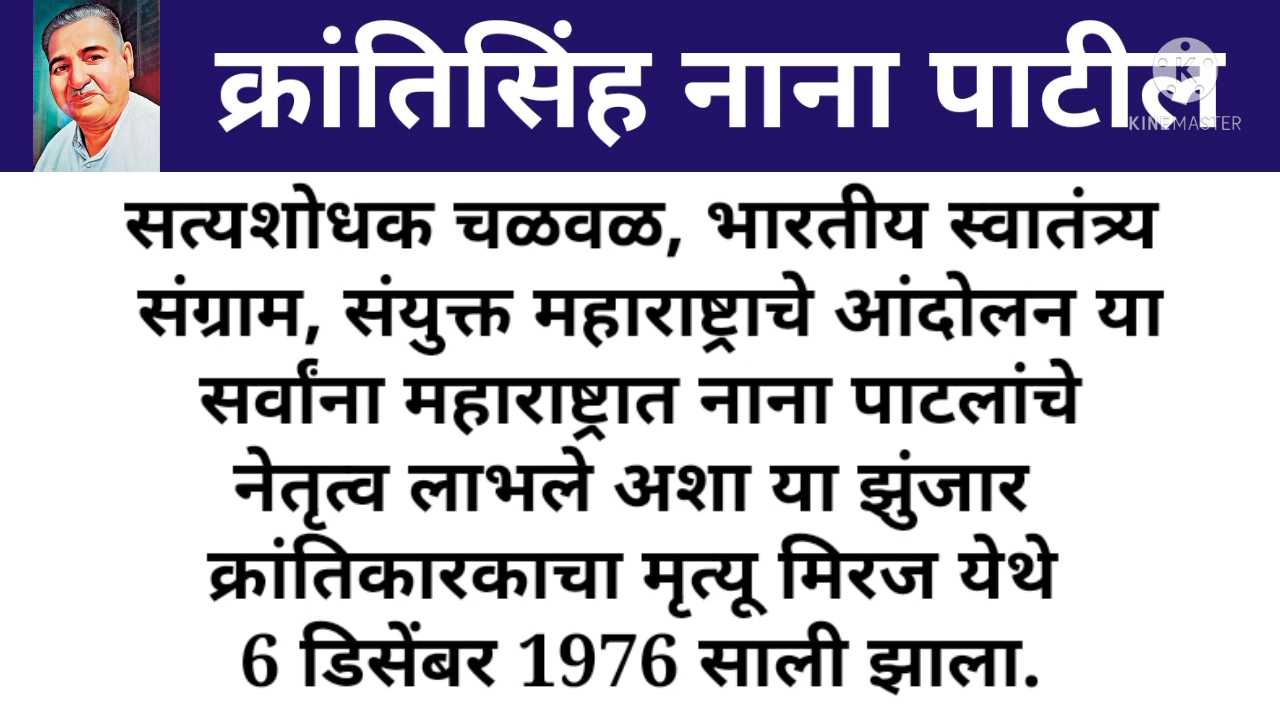 क्रांतिसिंह नाना पाटील
KINEMASTER
सत्यशोधक चळवळ, भारतीय स्वातंत्र्य
संग्राम, संयुक्त महाराष्ट्राचे आंदोलन या
सर्वांना महाराष्ट्रात नाना पाटलांचे
नेतृत्व लाभले अशा या झुंजार
क्रांतिकारकाचा मृत्यू मिरज येथे
6 डिसेंबर 1976 साली झाला.